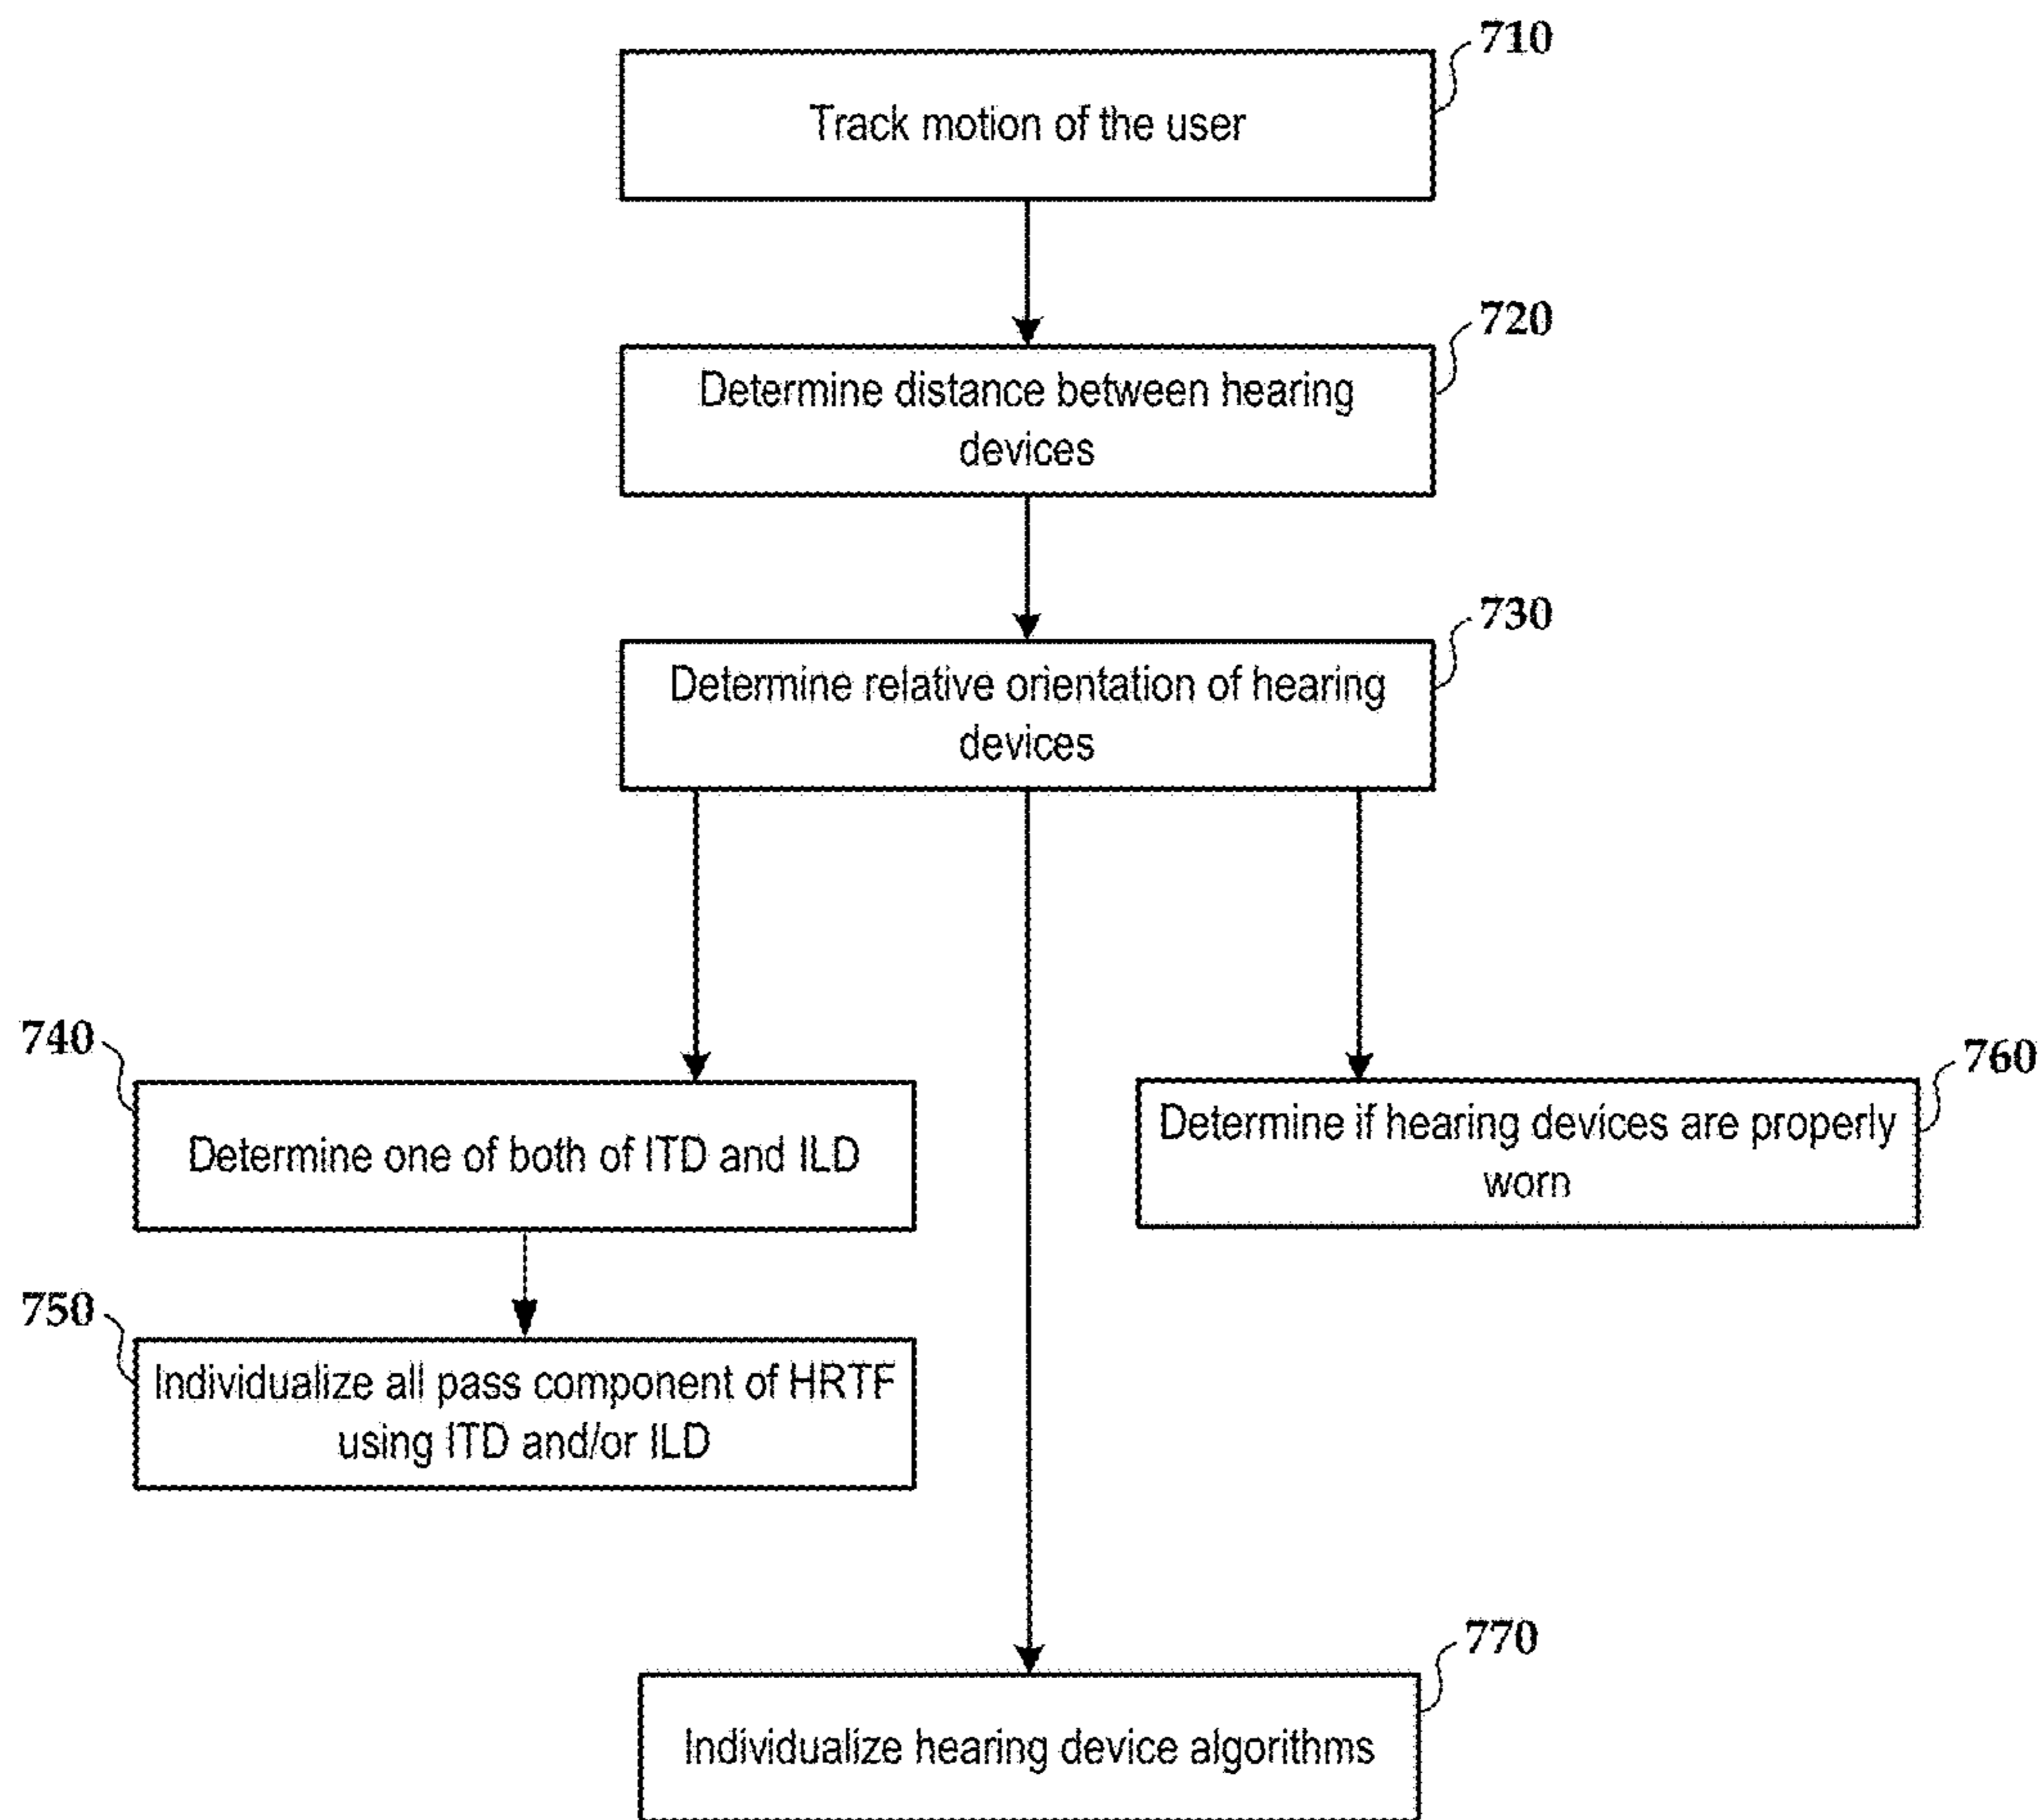 710
Track motion of the user
720
Determine distance between hearing
devices
730
Determine relative orientation of hearing
devices
740
Determine one of both of ITD and ILD
760
Determine if hearing devices are properly
worn
750
Individualize all pass component of HRTF
using ITD and/or ILD
770
Individualize hearing device algorithms